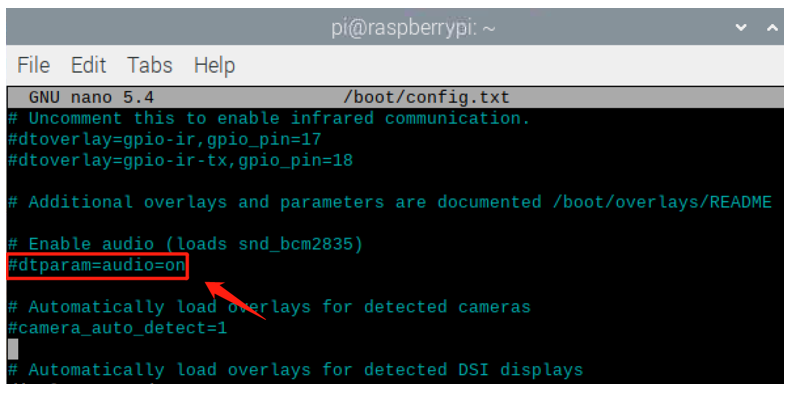 pi@raspberrypi: ~
File Edit Tabs Help
GNU nano 5.4 /boot/config.txt
# Uncomment this to enable infrared communication.
#dtoverlay=gpio-ir,gpio_pin=17
#dtoverlay=gpio-ir-tx,gpio_pin=18
# Additional overlays and parameters are documented /boot/overlays/README
# Enable audio (loads snd_bcm2835)
#dtparam=audio=on
# Automatically load overlays for detected cameras
#camera_auto_detect=1
# Automatically load overlays for detected DSI displays